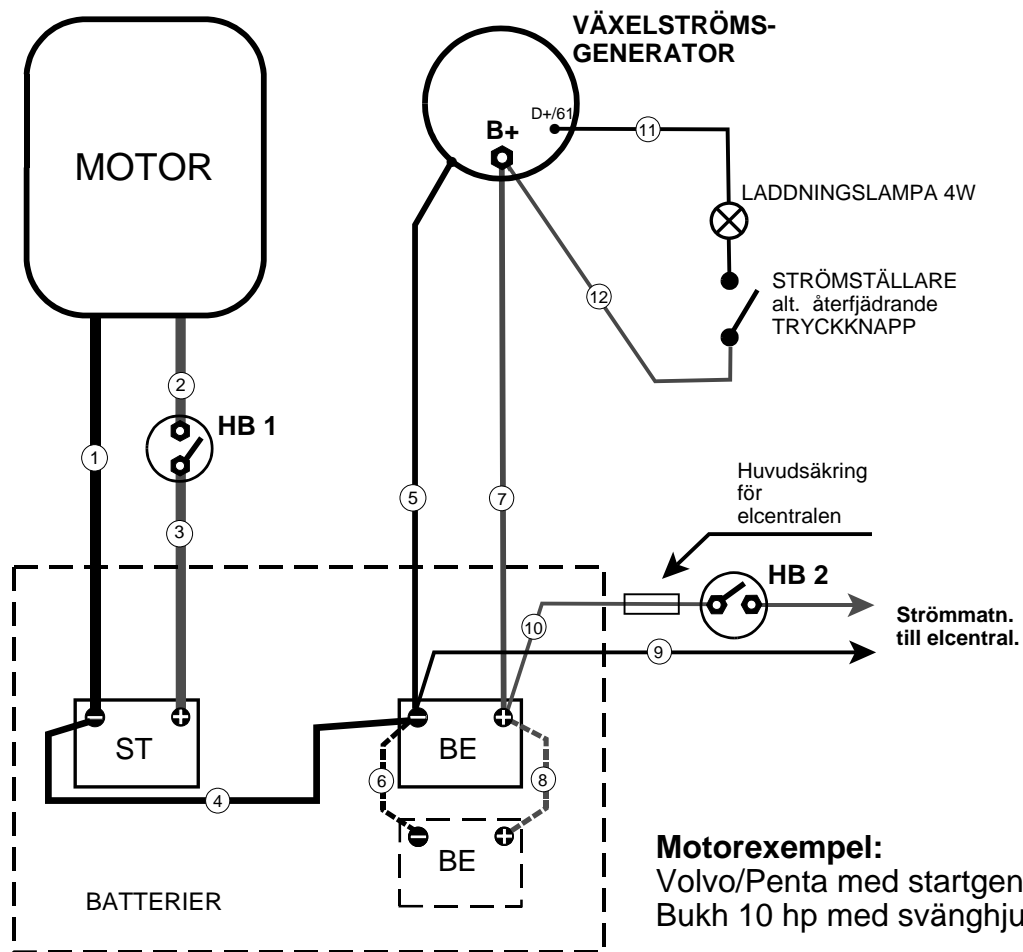 VÄXELSTRÖMS-
GENERATOR
D+/61
B+
11
MOTOR
LADDNINGSLAMPA 4W
STRÖMSTÄLLARE
alt. återfjädrande
TRYCKKNAPP
12
2
HB 1
1
3
5
7
Huvudsäkring
för
elcentralen
HB 2
10
9
Strömmatn.
till elcentral.
ST
BE
4
6
8
BE
BATTERIER
Motorexempel:
Volvo/Penta med startgen
Bukh 10 hp med svänghju